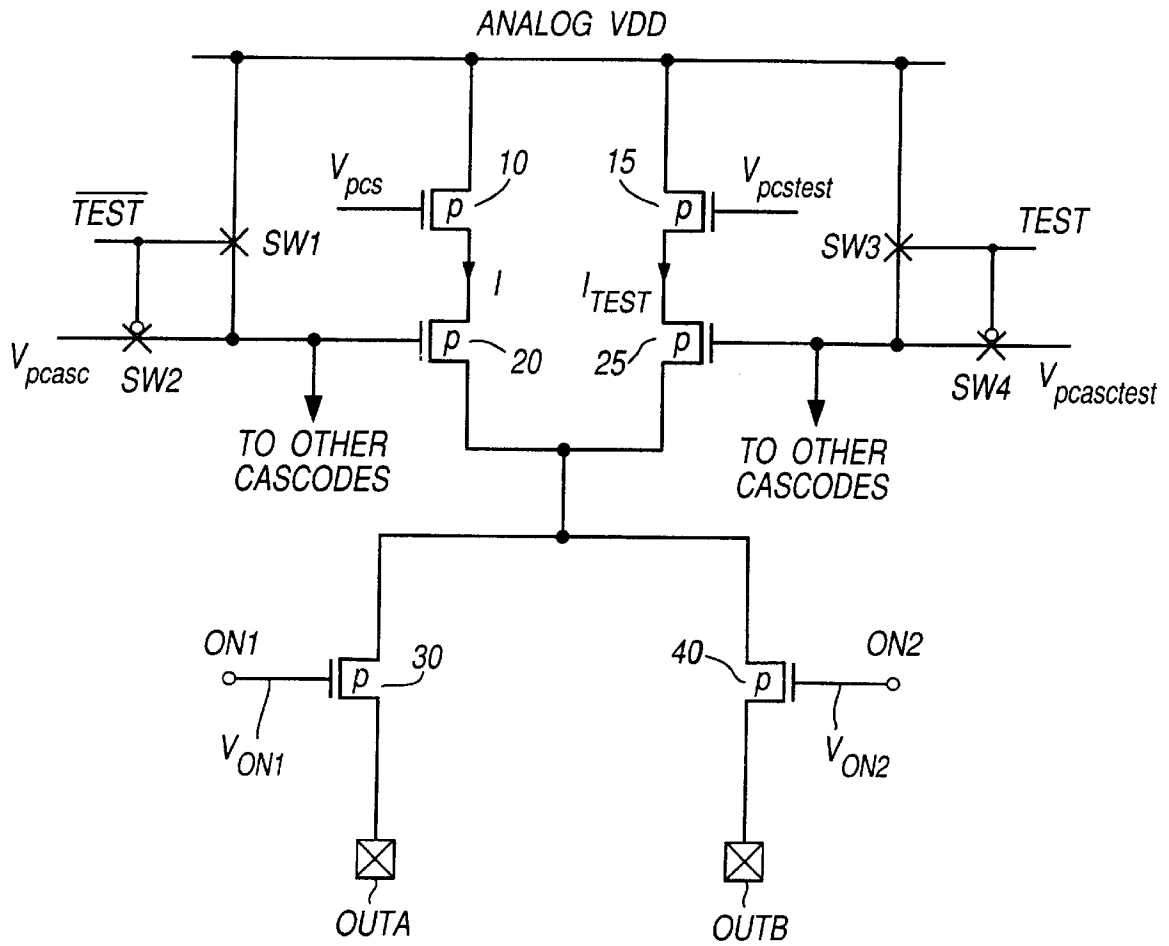 ANALOG VDD
V_pcs
10
15
V_pcstest
T̅E̅S̅T̅
p
p
TEST
SW1
SW3
I
I_TEST
V_pcasc
SW2
p
20
25
p
SW4
V_pcasctest
TO OTHER
CASCODES
TO OTHER
CASCODES
ON1
p
30
40
p
ON2
V_ON1
V_ON2
OUTA
OUTB